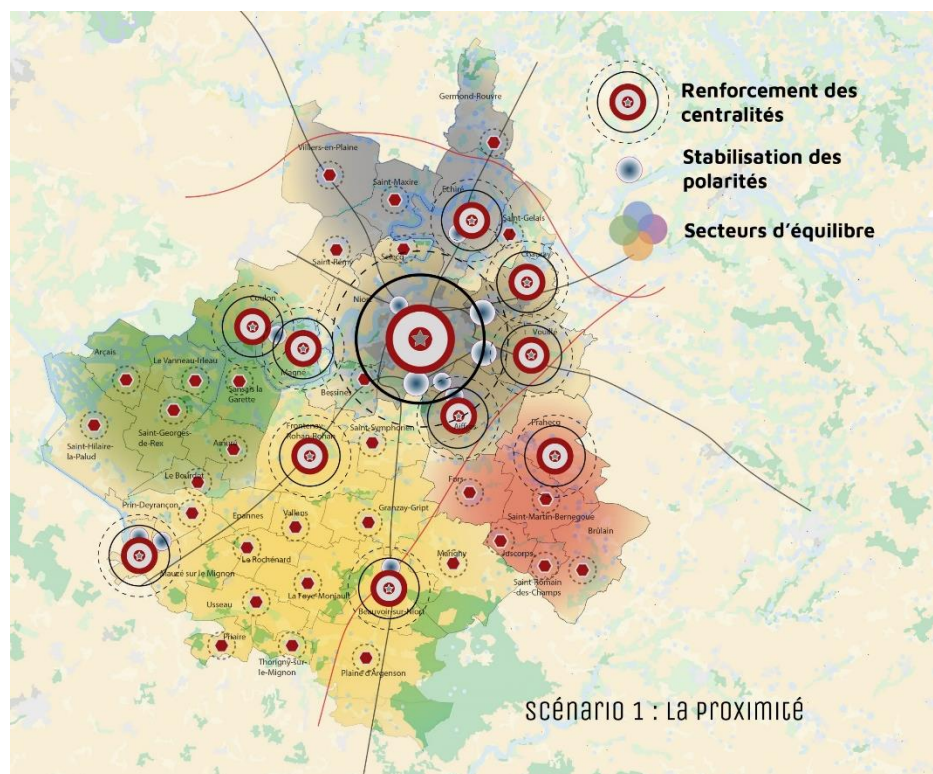 Renforcement des
centralités
Stabilisation des
polarités
Secteurs d'équilibre
Germond-Rouvre
Villiers-en-Plaine
Saint-Maxire
Echiré
Saint-Gelais
Saint-Rémy
Sciecq
Chauray
Niort
Coulon
Vouillé
Arçais
Le Vanneau-Irleau
Magné
Sansais la
Garette
Bessines
Saint-Georges-
de-Rex
Aiffres
Prahecq
Frontenay-
Rohan-Rohan
Saint-Symphorien
Saint-Hilaire-
la-Palud
Amuré
Le Bourdet
Fors
Prin-Deyrançon
Saint-Martin-Bernegoue
Epannes
Vallans
Granzay-Gript
Brûlain
Juscorps
Le Rochénard
Marigny
Mauzé sur le Mignon
Saint Romain
-des-Champs
La Foye Monjault
Usseau
Beauvoir-sur-Niort
Thorigny-sur-
le-Mignon
Plaine d'Argenson
Scénario 1 : La proximité